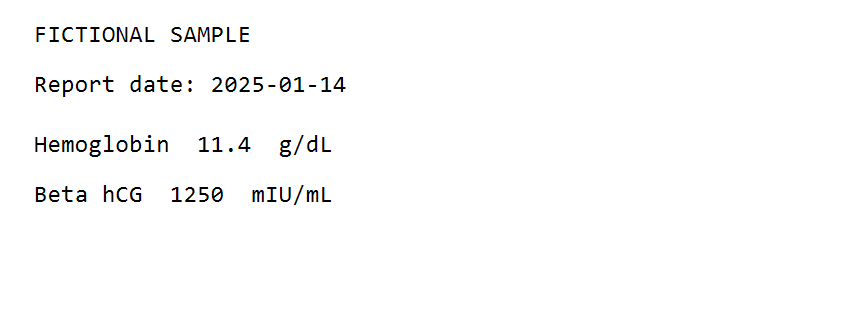 FICTIONAL SAMPLE
Report date: 2025-01-14
Hemoglobin  11.4  g/dL
Beta hCG  1250  mIU/mL